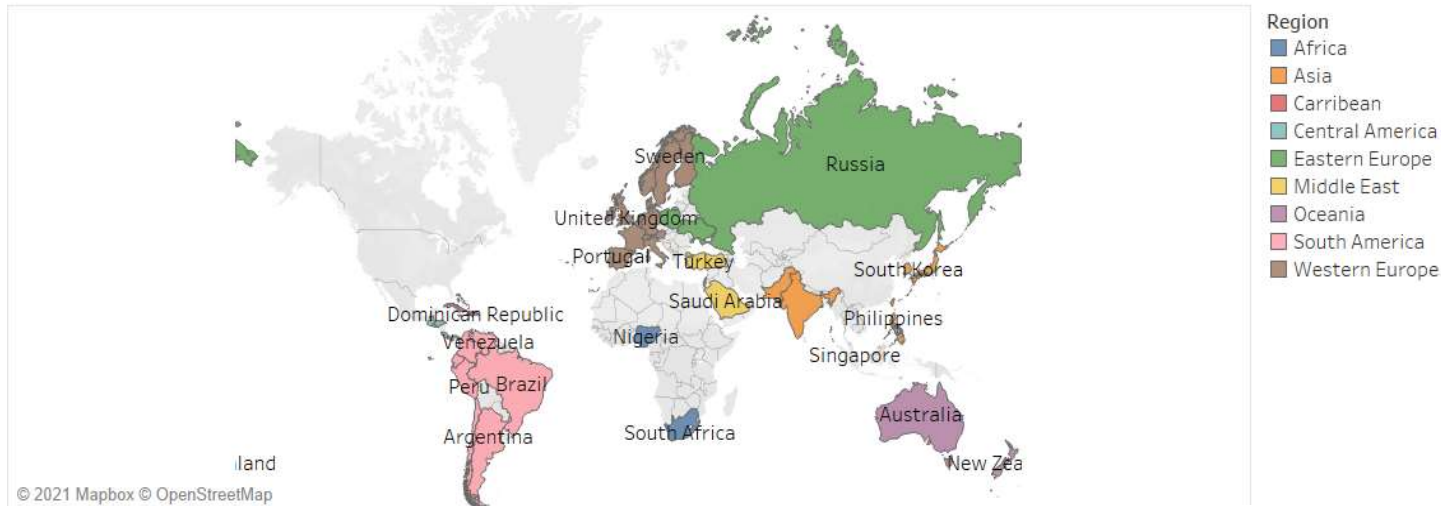 Region
Africa
Asia
Carribean
Central America
Eastern Europe
Middle East
Oceania
South America
Western Europe
Sweden
Russia
United Kingdom
Portugal
Turkey
South Korea
Saudi Arabia
Dominican Republic
Philippines
Venezuela
Nigeria
Singapore
Peru
Brazil
Australia
Argentina
South Africa
land
New Zea
© 2021 Mapbox © OpenStreetMap